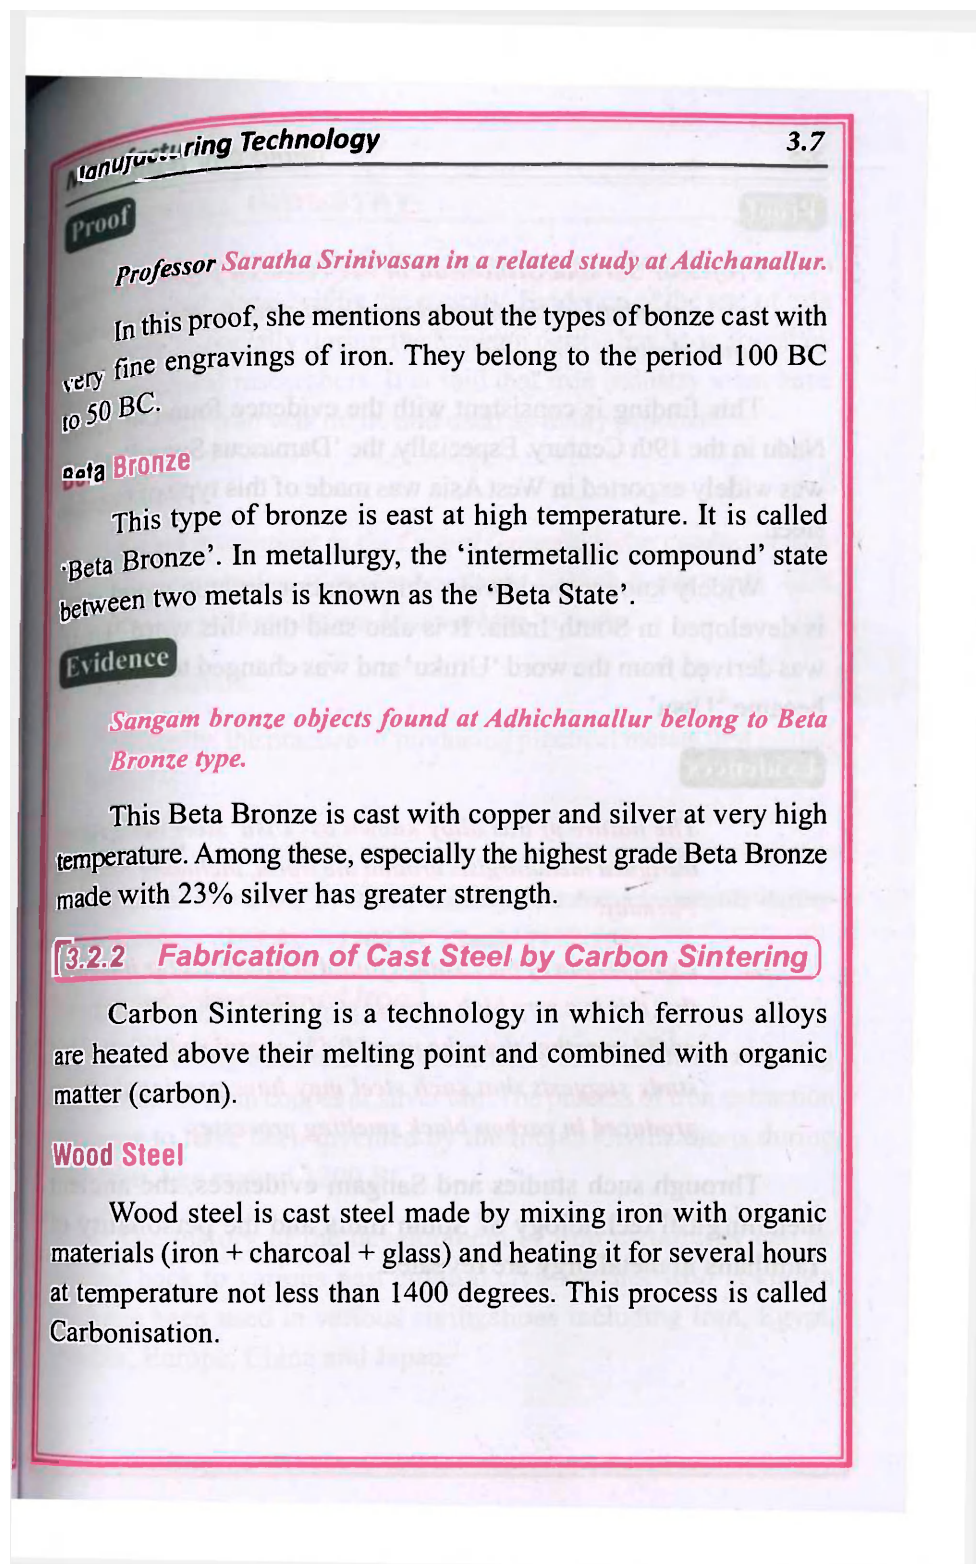 Manufacturing Technology 3.7
Proof
Professor Saratha Srinivasan in a related study at Adichanallur.
In this proof, she mentions about the types of bonze cast with
very fine engravings of iron. They belong to the period 100 BC
to 50 BC.
Beta Bronze
This type of bronze is east at high temperature. It is called
'Beta Bronze'. In metallurgy, the 'intermetallic compound' state
between two metals is known as the 'Beta State'.
Evidence
Sangam bronze objects found at Adhichanallur belong to Beta
Bronze type.
This Beta Bronze is cast with copper and silver at very high
temperature. Among these, especially the highest grade Beta Bronze
made with 23% silver has greater strength.
3.2.2 Fabrication of Cast Steel by Carbon Sintering
Carbon Sintering is a technology in which ferrous alloys
are heated above their melting point and combined with organic
matter (carbon).
Wood Steel
Wood steel is cast steel made by mixing iron with organic
materials (iron + charcoal + glass) and heating it for several hours
at temperature not less than 1400 degrees. This process is called
Carbonisation.